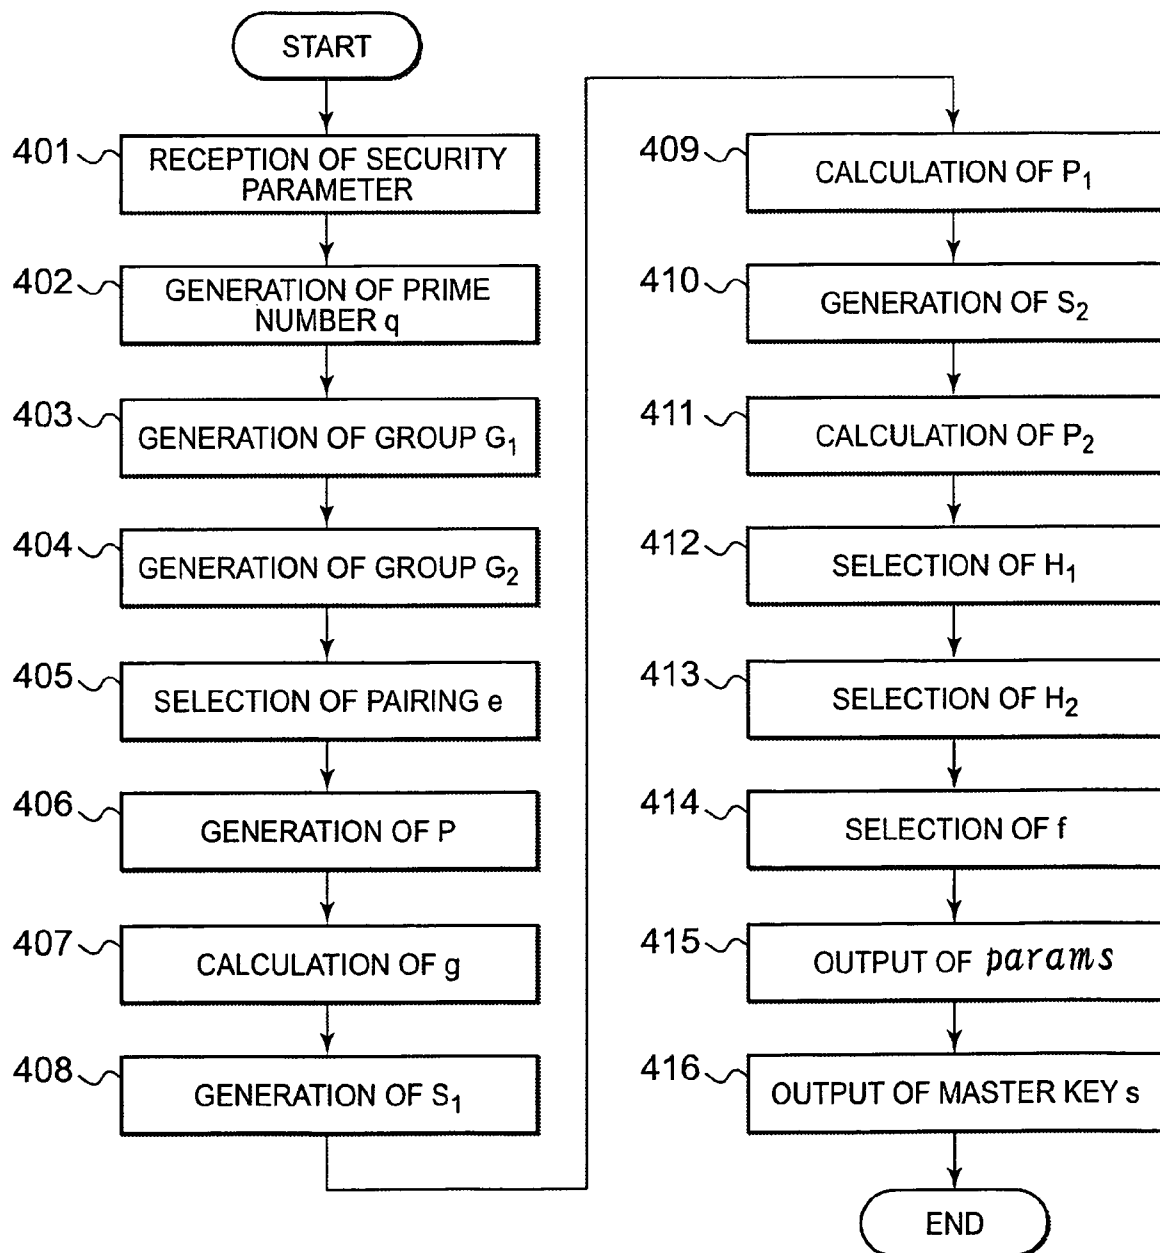 START
401
RECEPTION OF SECURITY
PARAMETER
402
GENERATION OF PRIME
NUMBER q
403
GENERATION OF GROUP G₁
404
GENERATION OF GROUP G₂
405
SELECTION OF PAIRING e
406
GENERATION OF P
407
CALCULATION OF g
408
GENERATION OF S₁
409
CALCULATION OF P₁
410
GENERATION OF S₂
411
CALCULATION OF P₂
412
SELECTION OF H₁
413
SELECTION OF H₂
414
SELECTION OF f
415
OUTPUT OF params
416
OUTPUT OF MASTER KEY s
END